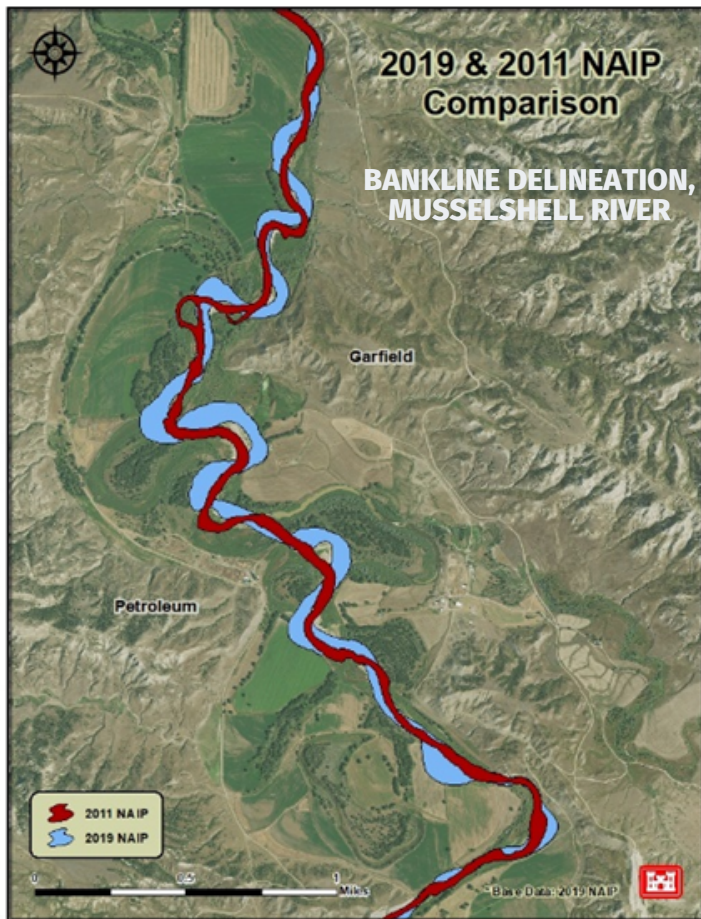 2019 & 2011 NAIP
Comparison
BANKLINE DELINEATION,
MUSSELSHELL RIVER
Garfield
Petroleum
2011 NAIP
2019 NAIP
0 0.5 1
Miles
* Base Data: 2019 NAIP